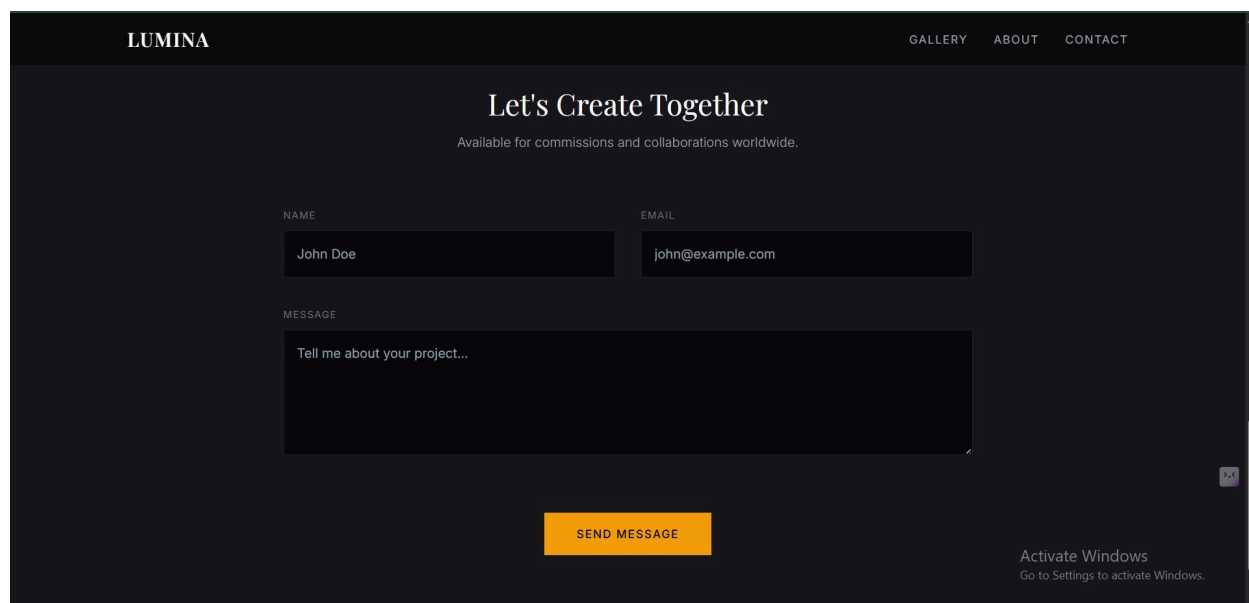 LUMINA
GALLERY ABOUT CONTACT
Let's Create Together
Available for commissions and collaborations worldwide.
NAME
EMAIL
John Doe
john@example.com
MESSAGE
Tell me about your project...
SEND MESSAGE
Activate Windows
Go to Settings to activate Windows.